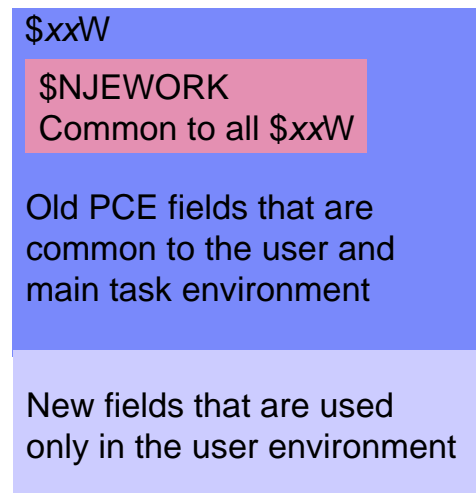 $xxW
$NJEWORK
Common to all $xxW
Old PCE fields that are
common to the user and
main task environment
New fields that are used
only in the user environment